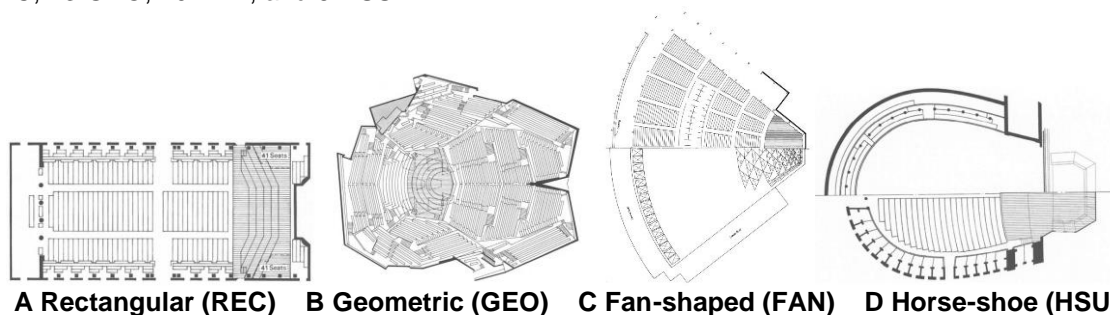 41 Seats
41 Seats
A Rectangular (REC) B Geometric (GEO) C Fan-shaped (FAN) D Horse-shoe (HSU